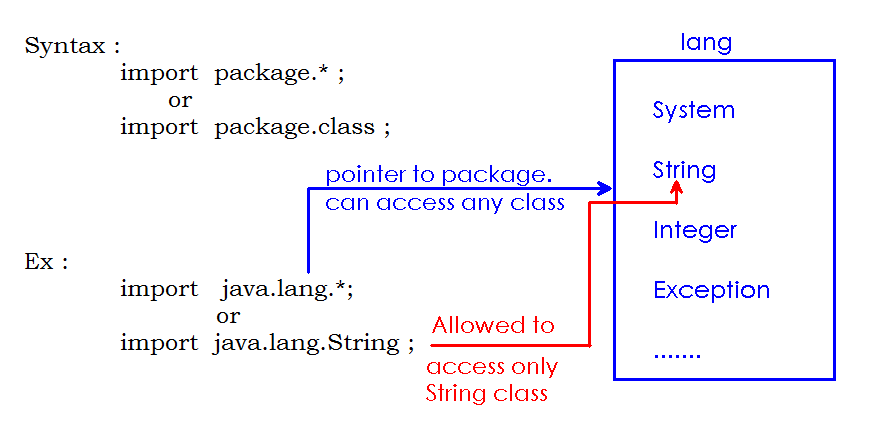 Syntax :
import package.* ;
or
import package.class ;
Ex :
import java.lang.*;
or
import java.lang.String ;
pointer to package.
can access any class
Allowed to
access only
String class
lang
System
String
Integer
Exception
.......